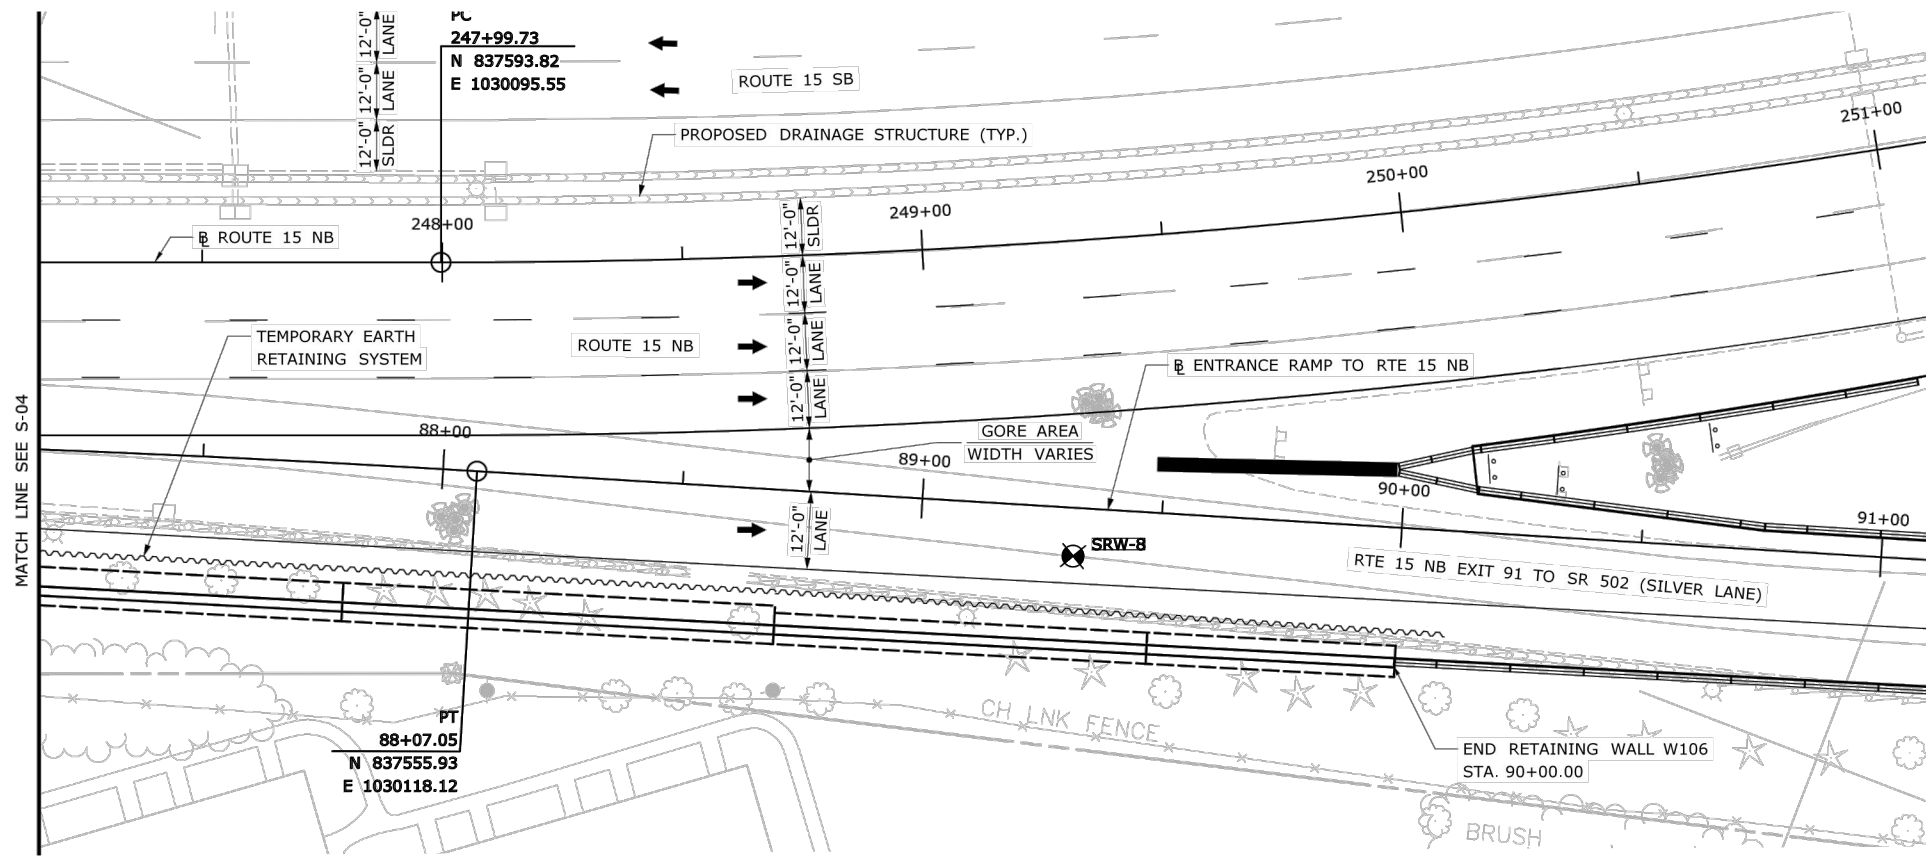 PC
247+99.73
N 837593.82
E 1030095.55
12'-0"
LANE
12'-0"
LANE
12'-0"
SLDR
ROUTE 15 SB
PROPOSED DRAINAGE STRUCTURE (TYP.)
251+00
250+00
249+00
248+00
℄ ROUTE 15 NB
12'-0"
SLDR
12'-0"
LANE
12'-0"
LANE
12'-0"
LANE
TEMPORARY EARTH
RETAINING SYSTEM
ROUTE 15 NB
BL ENTRANCE RAMP TO RTE 15 NB
88+00
GORE AREA
WIDTH VARIES
89+00
90+00
91+00
12'-0"
LANE
SRW-8
RTE 15 NB EXIT 91 TO SR 502 (SILVER LANE)
MATCH LINE SEE S-04
CH LNK FENCE
PT
88+07.05
N 837555.93
E 1030118.12
END RETAINING WALL W106
STA. 90+00.00
BRUSH